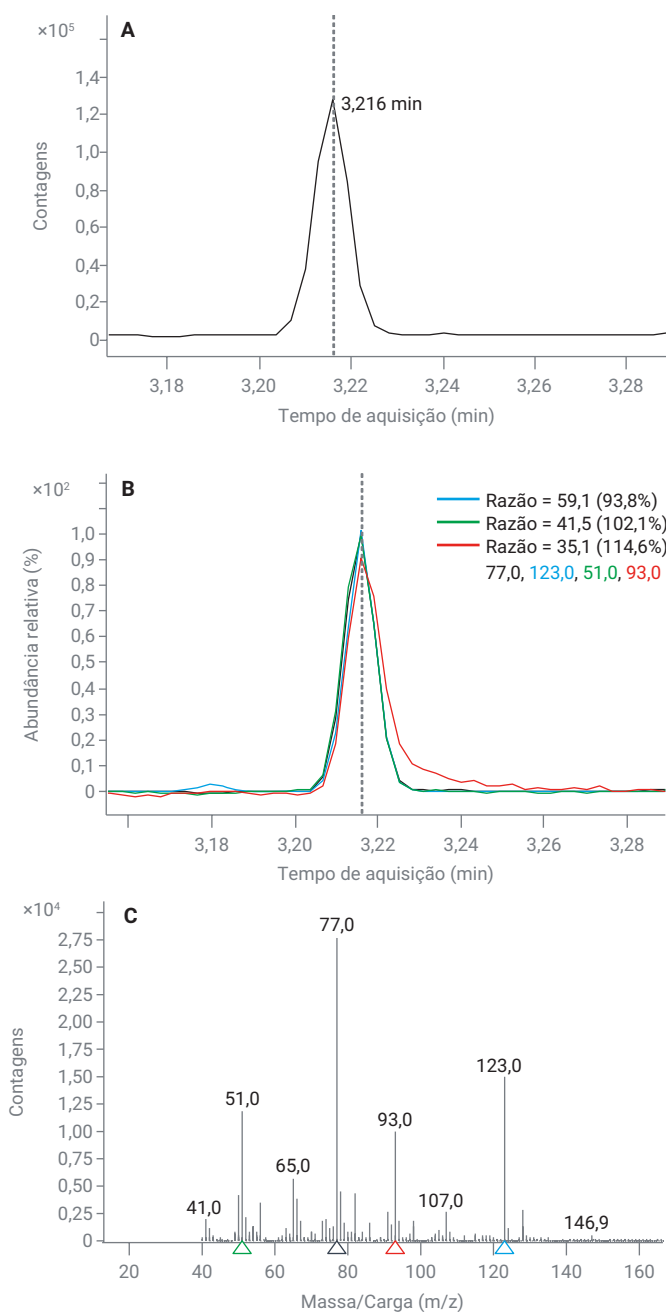 ×10⁵
A
1,4
1,2
1,0
0,8
0,6
0,4
0,2
0
Contagens
3,216 min
3,18 3,20 3,22 3,24 3,26 3,28
Tempo de aquisição (min)
×10²
B
1,0
0,9
0,8
0,7
0,6
0,5
0,4
0,3
0,2
0,1
0
Abundância relativa (%)
Razão = 59,1 (93,8%)
Razão = 41,5 (102,1%)
Razão = 35,1 (114,6%)
77,0, 123,0, 51,0, 93,0
3,18 3,20 3,22 3,24 3,26 3,28
Tempo de aquisição (min)
×10⁴
C
2,75
2,50
2,25
2,00
1,75
1,50
1,25
1,00
0,75
0,50
0,25
0
Contagens
77,0
123,0
51,0
93,0
65,0
41,0
107,0
146,9
20 40 60 80 100 120 140 160
Massa/Carga (m/z)